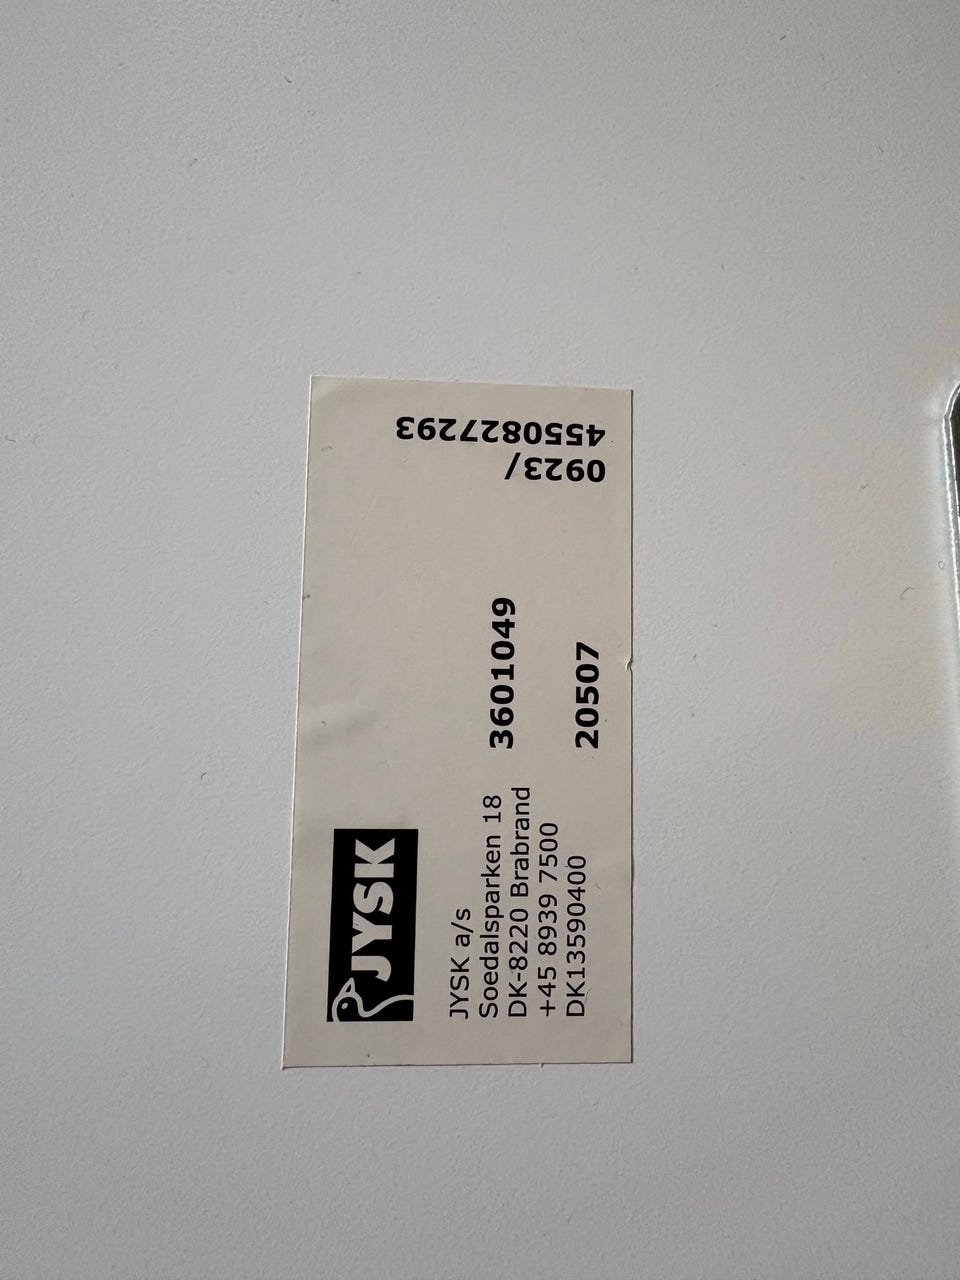 JYSK
JYSK a/s
Soedalsparken 18
DK-8220 Brabrand
+45 8939 7500
DK13590400
3601049
20507
0923/
4550827293